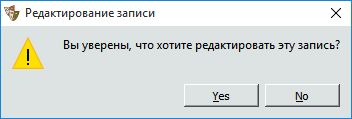 Редактирование записи
Вы уверены, что хотите редактировать эту запись?
Yes
No